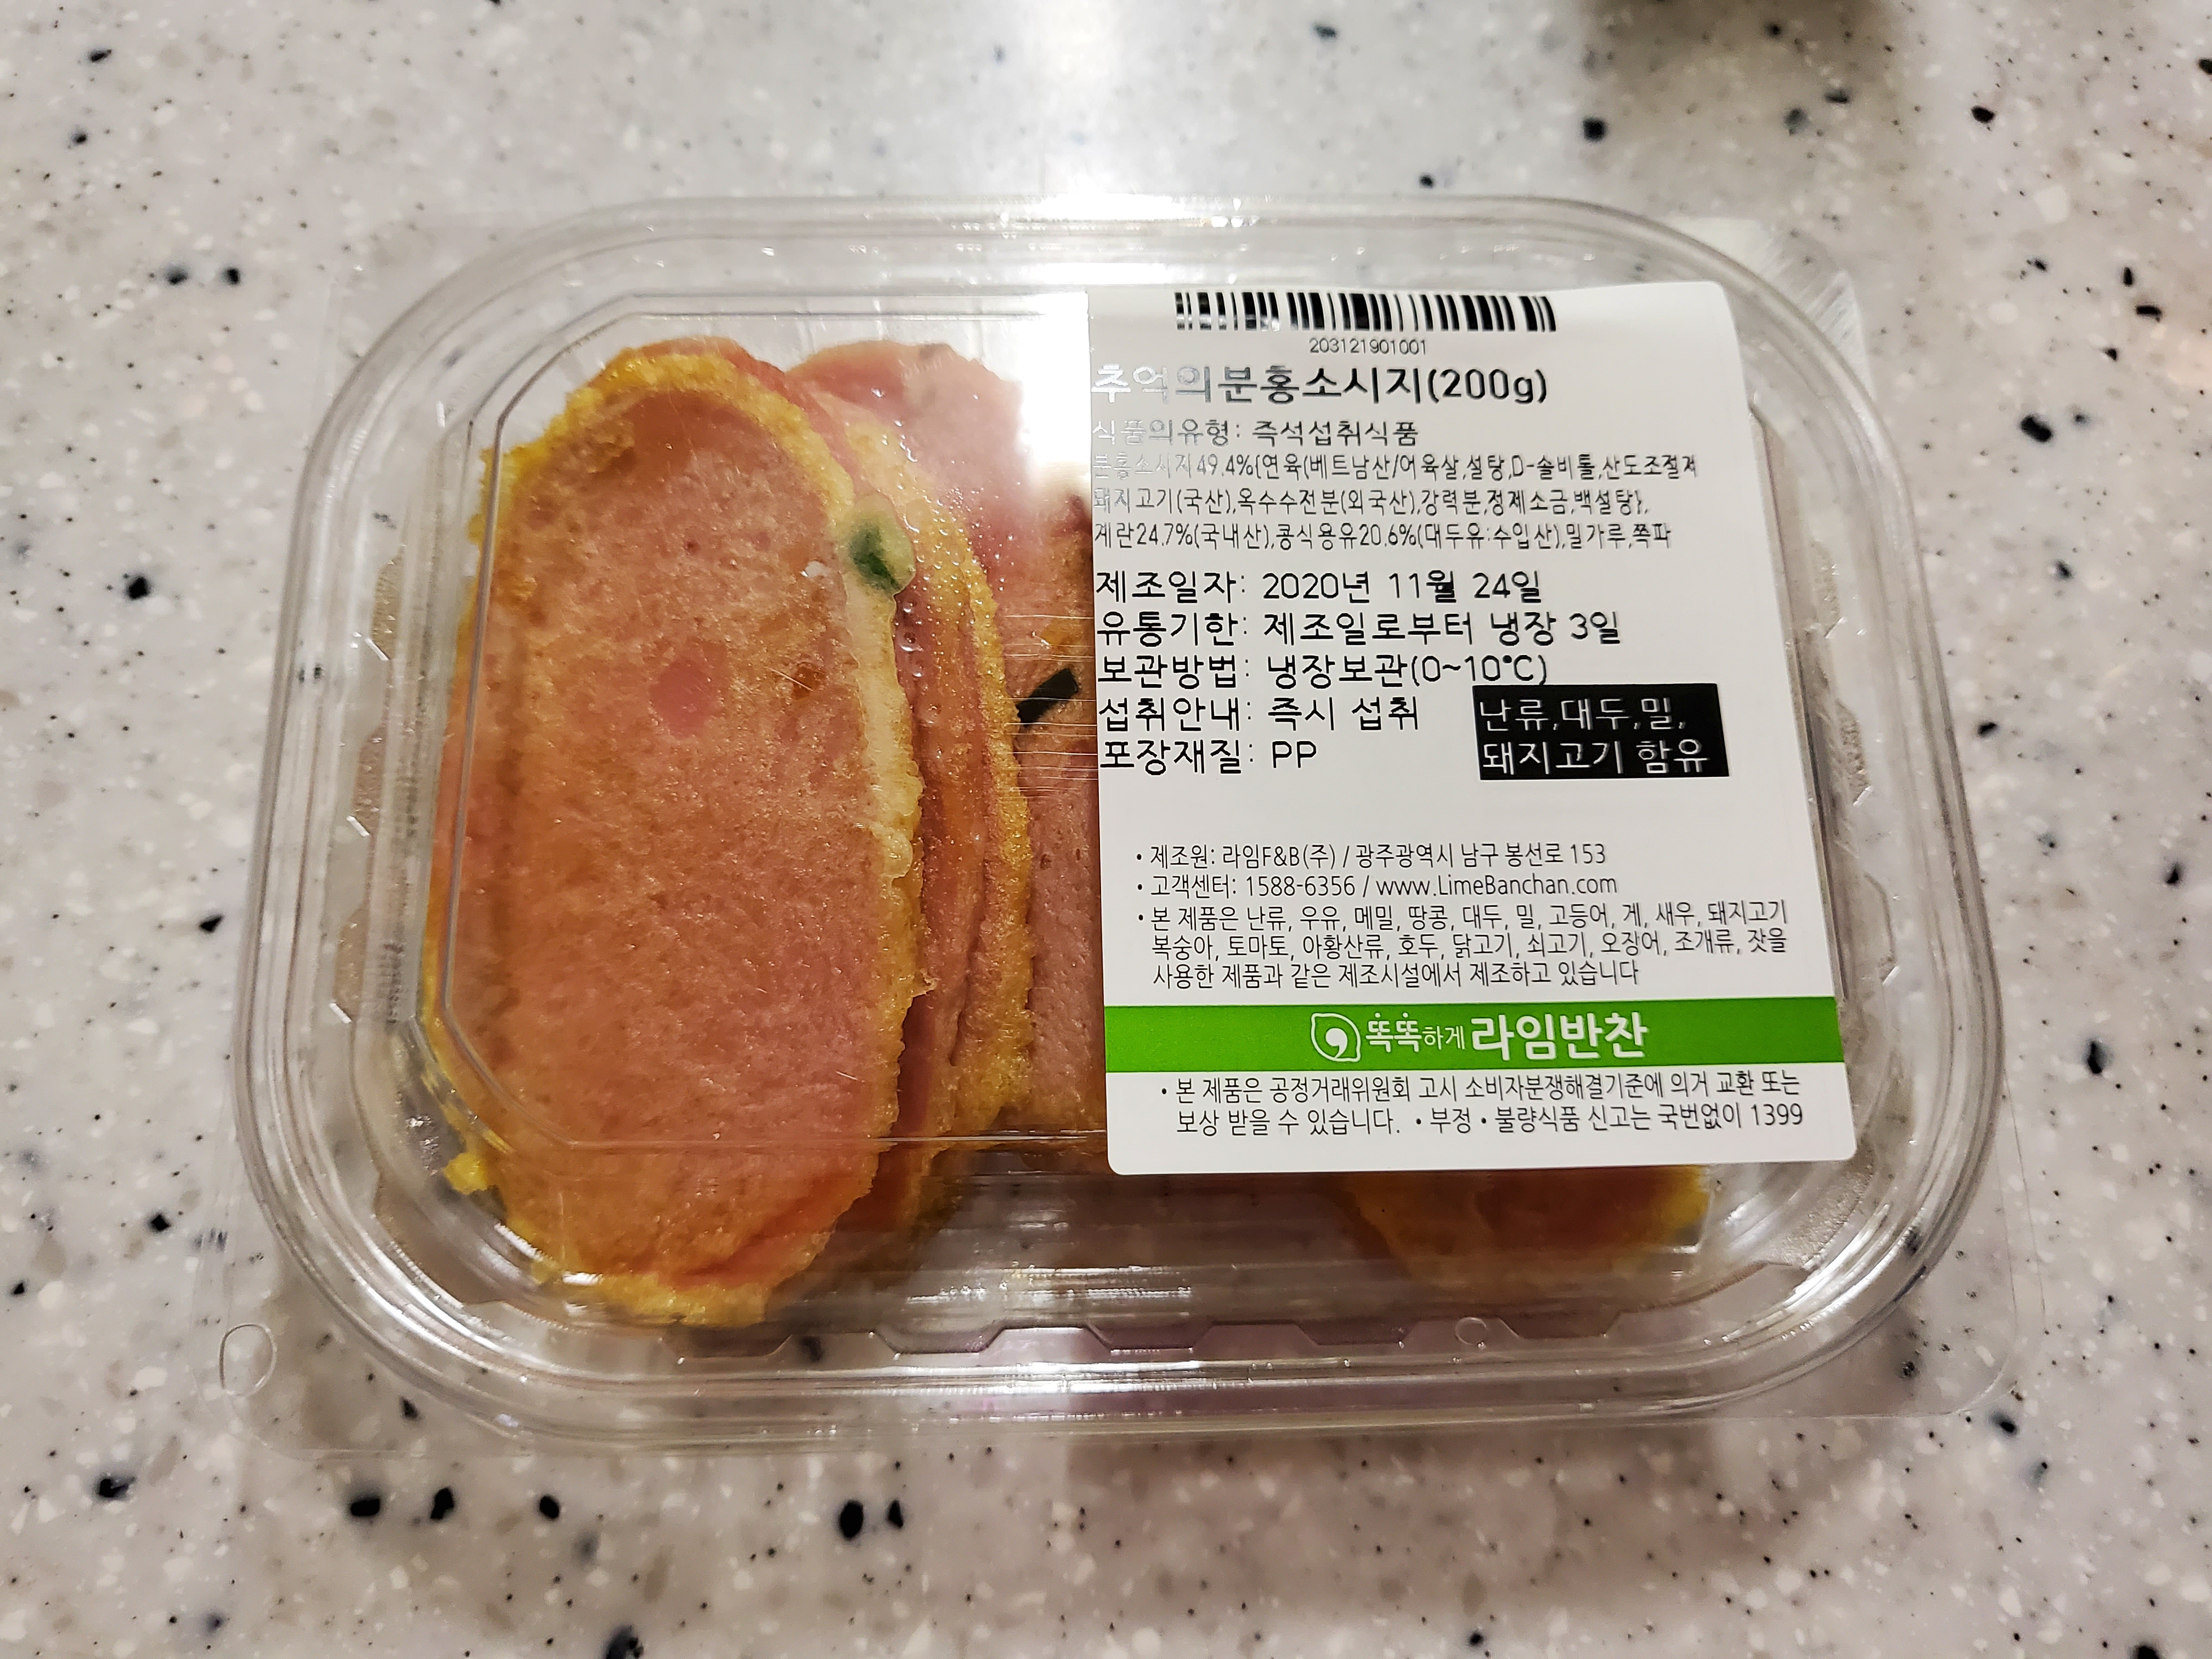 203121901001
추억의분홍소시지(200g)
식품의유형: 즉석섭취식품
분홍소시지49.4%{연육(베트남산/어육살,설탕,D-솔비톨,산도조절제
돼지고기(국산),옥수수전분(외국산),강력분,정제소금,백설탕},
계란24.7%(국내산),콩식용유20.6%(대두유:수입산),밀가루,쪽파
제조일자: 2020년 11월 24일
유통기한: 제조일로부터 냉장 3일
보관방법: 냉장보관(0~10℃)
섭취안내: 즉시 섭취
포장재질: PP
난류,대두,밀,
돼지고기 함유
• 제조원: 라임F&B(주) / 광주광역시 남구 봉선로 153
• 고객센터: 1588-6356 / www.LimeBanchan.com
• 본 제품은 난류, 우유, 메밀, 땅콩, 대두, 밀, 고등어, 게, 새우, 돼지고기
복숭아, 토마토, 아황산류, 호두, 닭고기, 쇠고기, 오징어, 조개류, 잣을
사용한 제품과 같은 제조시설에서 제조하고 있습니다
똑똑하게 라임반찬
• 본 제품은 공정거래위원회 고시 소비자분쟁해결기준에 의거 교환 또는
보상 받을 수 있습니다. • 부정 • 불량식품 신고는 국번없이 1399